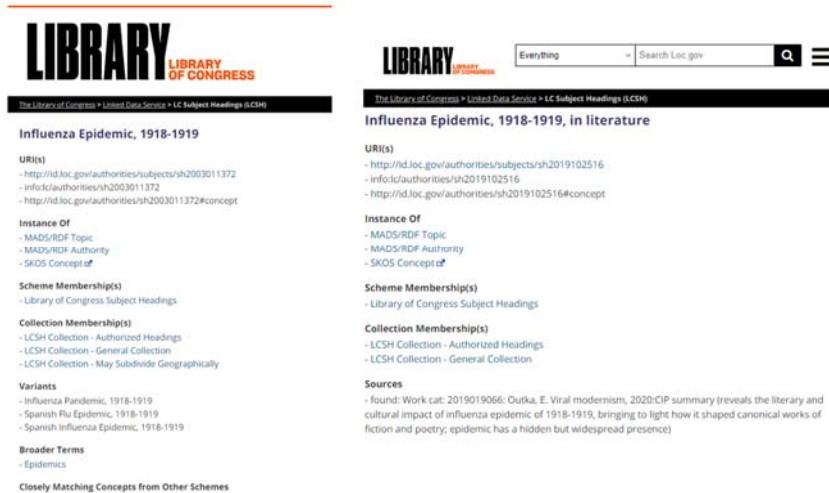 LIBRARY
LIBRARY
OF CONGRESS
The Library of Congress > Linked Data Service > LC Subject Headings (LCSH)
Influenza Epidemic, 1918-1919
URI(s)
- http://id.loc.gov/authorities/subjects/sh2003011372
- info:lc/authorities/sh2003011372
- http://id.loc.gov/authorities/sh2003011372#concept
Instance Of
- MADS/RDF Topic
- MADS/RDF Authority
- SKOS Concept
Scheme Membership(s)
- Library of Congress Subject Headings
Collection Membership(s)
- LCSH Collection - Authorized Headings
- LCSH Collection - General Collection
- LCSH Collection - May Subdivide Geographically
Variants
- Influenza Pandemic, 1918-1919
- Spanish Flu Epidemic, 1918-1919
- Spanish Influenza Epidemic, 1918-1919
Broader Terms
- Epidemics
Closely Matching Concepts from Other Schemes
LIBRARY
LIBRARY
OF CONGRESS
Everything
Search Loc.gov
The Library of Congress > Linked Data Service > LC Subject Headings (LCSH)
Influenza Epidemic, 1918-1919, in literature
URI(s)
- http://id.loc.gov/authorities/subjects/sh2019102516
- info:lc/authorities/sh2019102516
- http://id.loc.gov/authorities/sh2019102516#concept
Instance Of
- MADS/RDF Topic
- MADS/RDF Authority
- SKOS Concept
Scheme Membership(s)
- Library of Congress Subject Headings
Collection Membership(s)
- LCSH Collection - Authorized Headings
- LCSH Collection - General Collection
Sources
- found: Work cat: 2019019066: Outka, E. Viral modernism, 2020:CIP summary (reveals the literary and
cultural impact of influenza epidemic of 1918-1919, bringing to light how it shaped canonical works of
fiction and poetry; epidemic has a hidden but widespread presence)